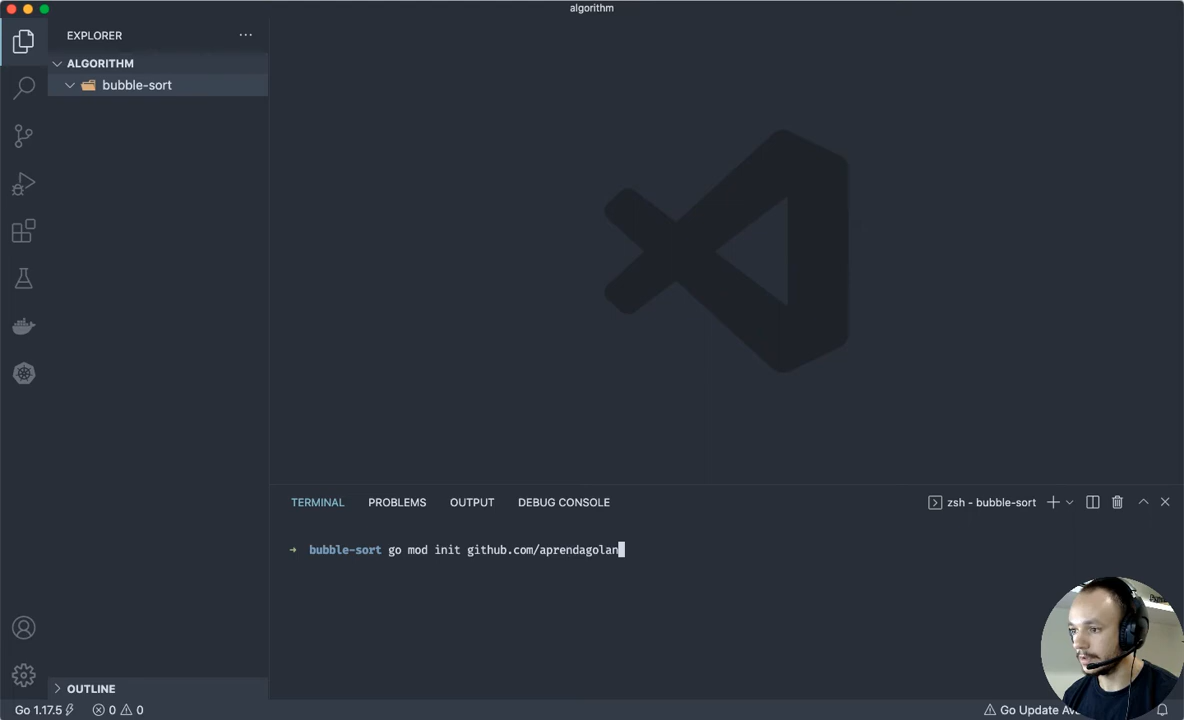 algorithm
EXPLORER
ALGORITHM
bubble-sort
OUTLINE
TERMINAL
PROBLEMS
OUTPUT
DEBUG CONSOLE
zsh - bubble-sort
→ bubble-sort go mod init github.com/aprendagolan
Go 1.17.5
0 0
Go Update